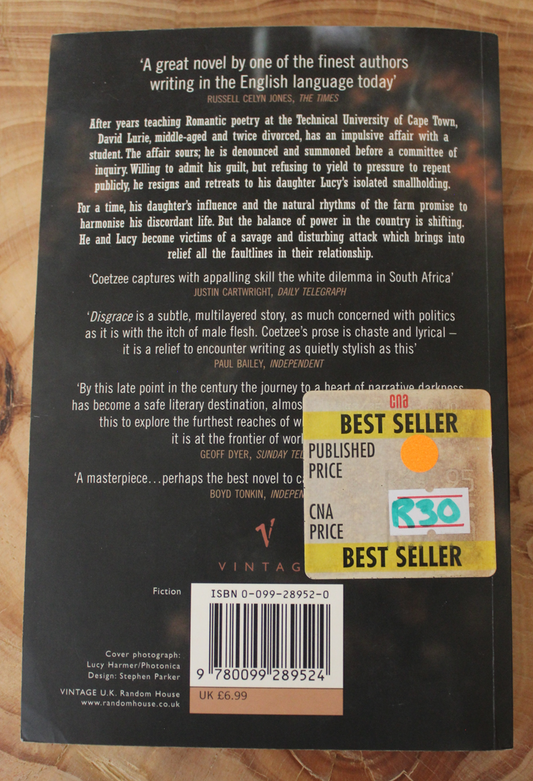 ‘A great novel by one of the finest authors
writing in the English language today’
RUSSELL CELYN JONES, THE TIMES
After years teaching Romantic poetry at the Technical University of Cape Town,
David Lurie, middle-aged and twice divorced, has an impulsive affair with a
student. The affair sours; he is denounced and summoned before a committee of
inquiry. Willing to admit his guilt, but refusing to yield to pressure to repent
publicly, he resigns and retreats to his daughter Lucy's isolated smallholding.
For a time, his daughter's influence and the natural rhythms of the farm promise to
harmonise his discordant life. But the balance of power in the country is shifting.
He and Lucy become victims of a savage and disturbing attack which brings into
relief all the faultlines in their relationship.
‘Coetzee captures with appalling skill the white dilemma in South Africa’
JUSTIN CARTWRIGHT, DAILY TELEGRAPH
‘Disgrace is a subtle, multilayered story, as much concerned with politics
as it is with the itch of male flesh. Coetzee's prose is chaste and lyrical –
it is a relief to encounter writing as quietly stylish as this’
PAUL BAILEY, INDEPENDENT
‘By this late point in the century the journey to a heart of narrative darkness
has become a safe literary destination,
this to explore the furthest reaches of
it is at the frontier of
GEOFF DYER, SUNDAY
‘A masterpiece...perhaps the best novel to
BOYD TONKIN,
cna
BEST SELLER
PUBLISHED
PRICE
CNA
PRICE
R30
BEST SELLER
V
VINTAG
Fiction
ISBN 0-099-28952-0
9 780099 289524
UK £6.99
Cover photograph:
Lucy Harmer/Photonica
Design: Stephen Parker
VINTAGE U.K. Random House
www.randomhouse.co.uk